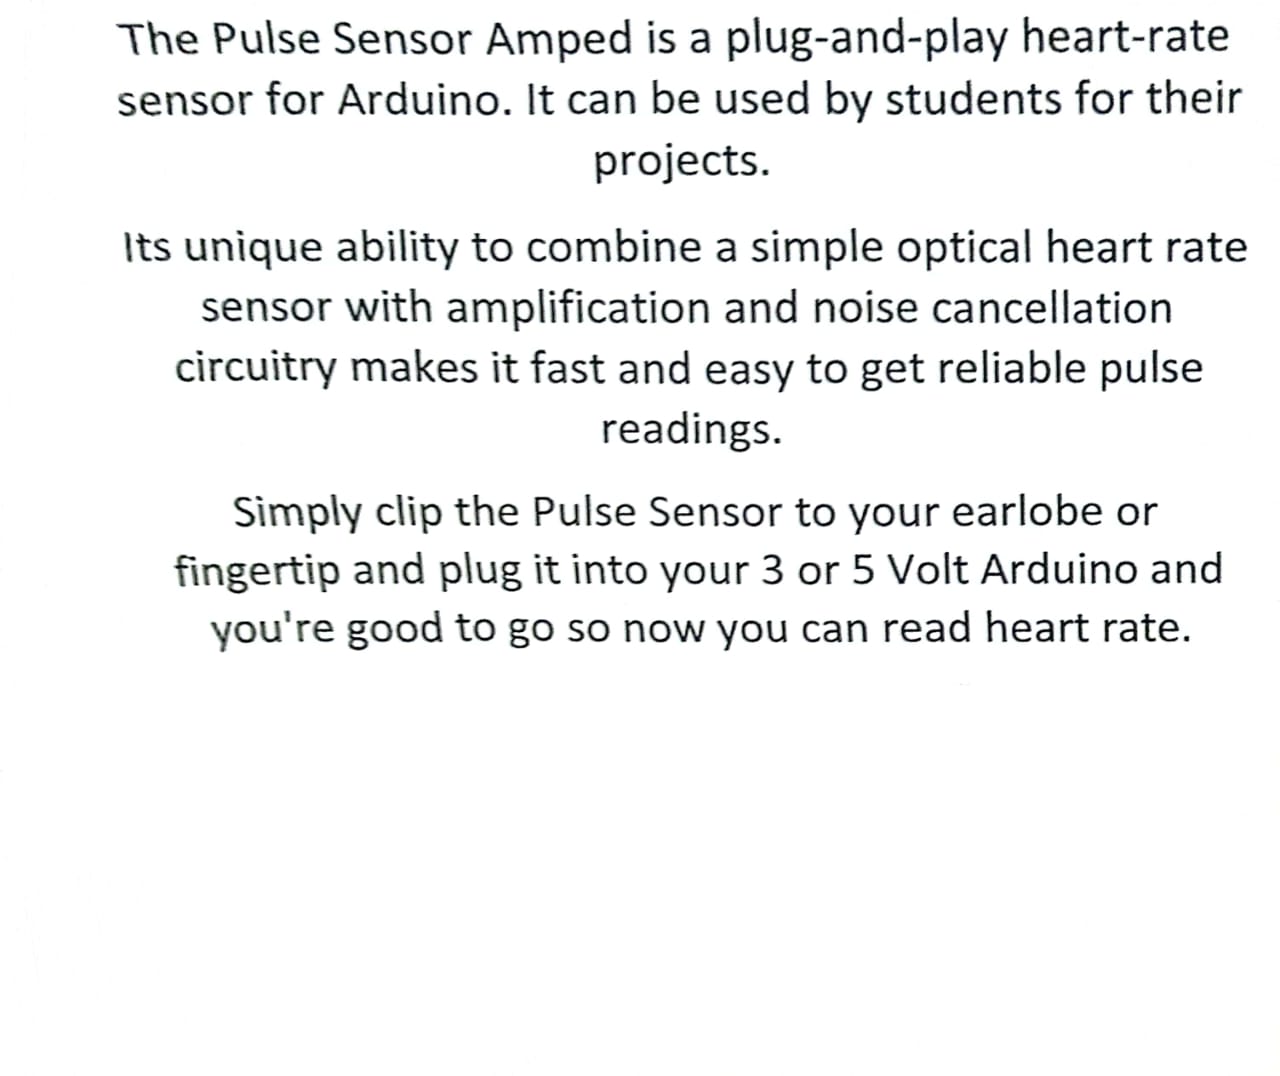 The Pulse Sensor Amped is a plug-and-play heart-rate
sensor for Arduino. It can be used by students for their
projects.
Its unique ability to combine a simple optical heart rate
sensor with amplification and noise cancellation
circuitry makes it fast and easy to get reliable pulse
readings.
Simply clip the Pulse Sensor to your earlobe or
fingertip and plug it into your 3 or 5 Volt Arduino and
you're good to go so now you can read heart rate.